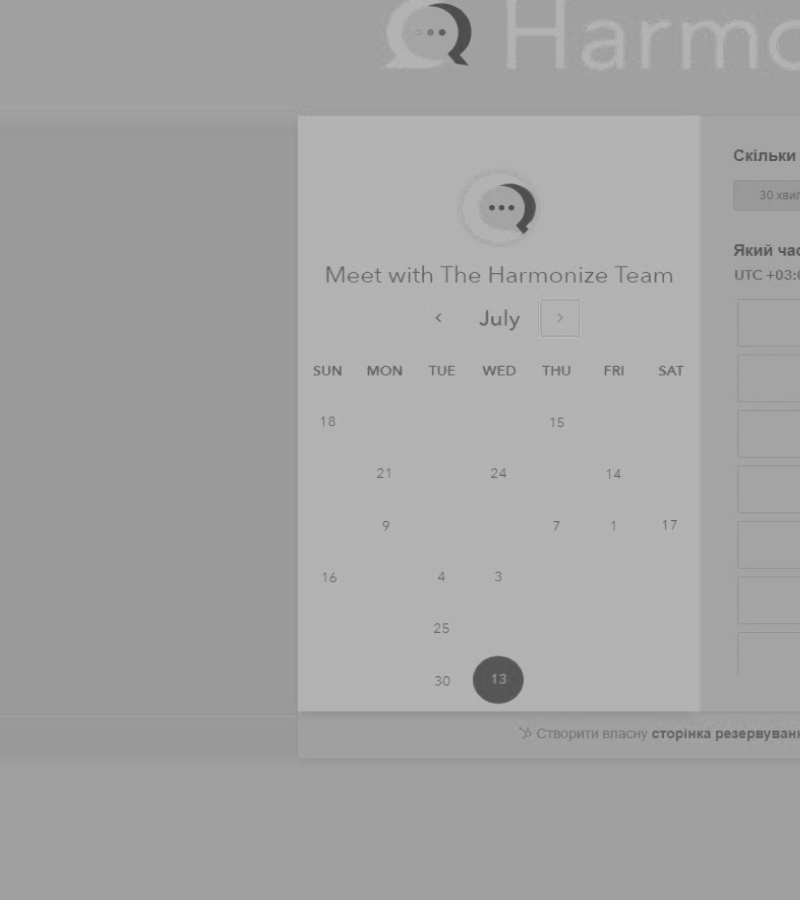 Harmo
Meet with The Harmonize Team
July
SUN MON TUE WED THU FRI SAT
18 15
21 24 14
9 7 1 17
16 4 3
25
30 13
Скільки
30 хвил
Який час
UTC +03:0
Створити власну сторінка резервуванн